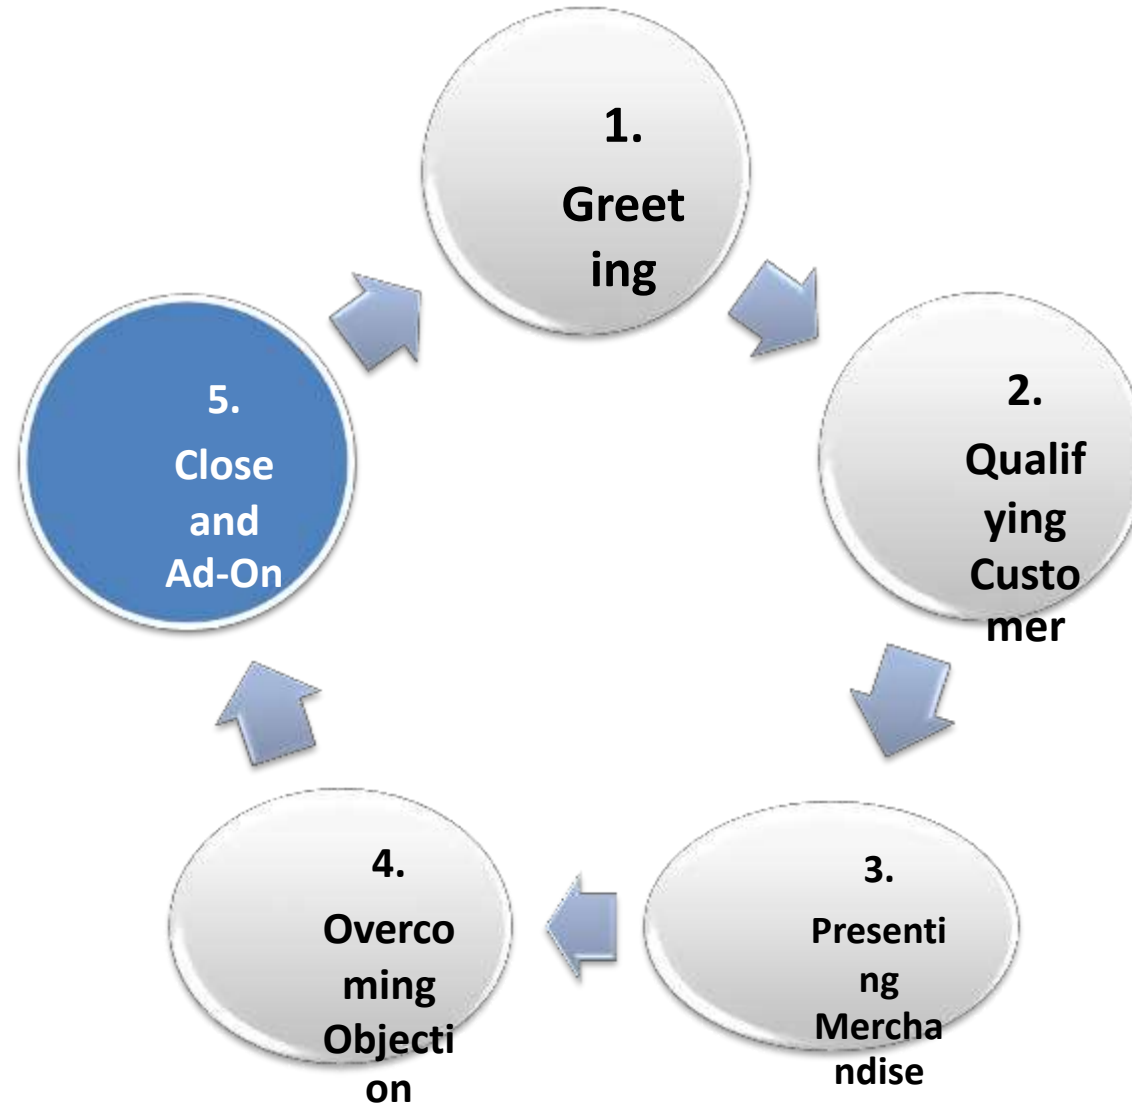 1.
Greet
ing
2.
Qualif
ying
Custo
mer
3.
Presenti
ng
Mercha
ndise
4.
Overco
ming
Objecti
on
5.
Close
and
Ad-On